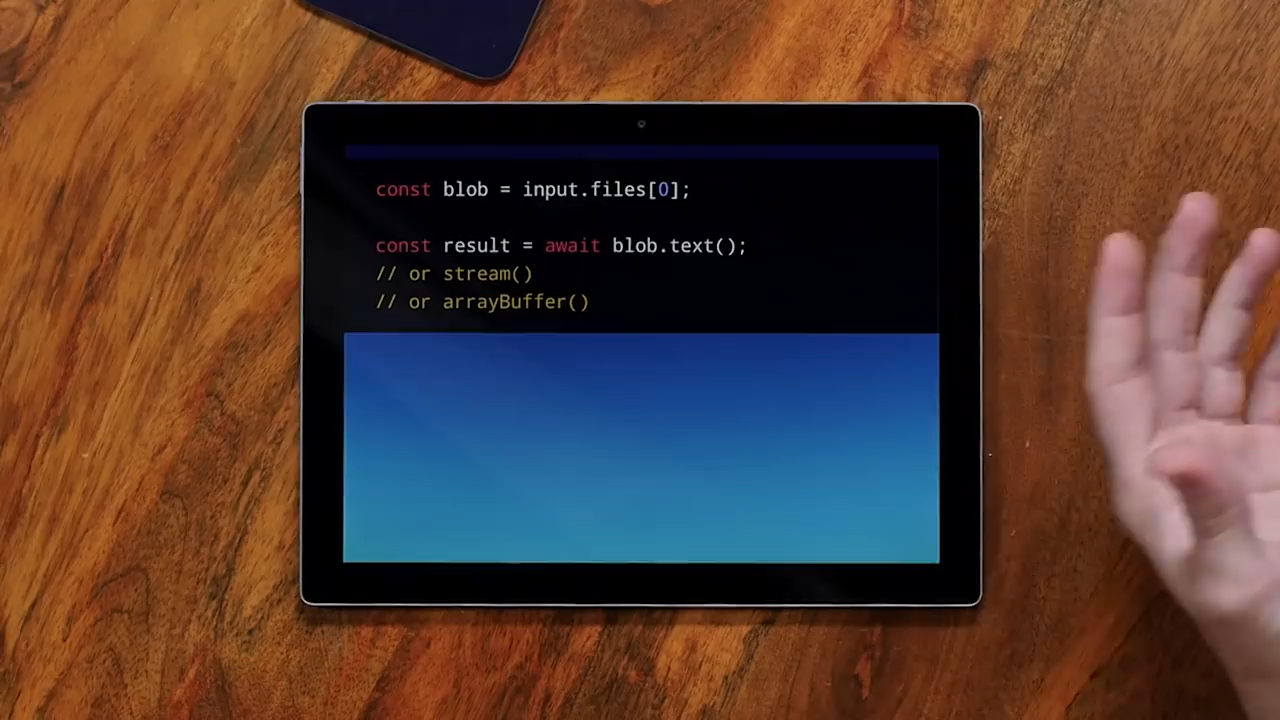 const blob = input.files[0];
const result = await blob.text();
// or stream()
// or arrayBuffer()